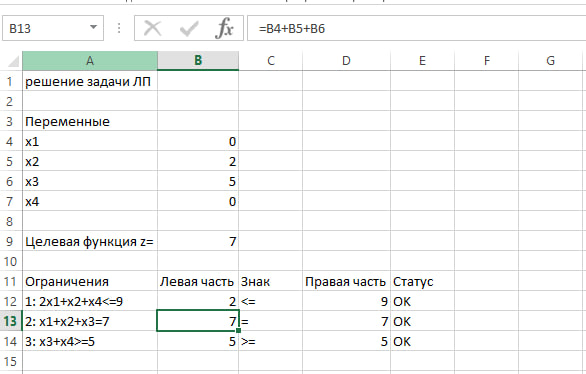 B13 fx =B4+B5+B6
A B C D E F G
1 решение задачи ЛП
2
3 Переменные
4 x1 0
5 x2 2
6 x3 5
7 x4 0
8
9 Целевая функция z= 7
10
11 Ограничения Левая часть Знак Правая часть Статус
12 1: 2x1+x2+x4<=9 2 <= 9 OK
13 2: x1+x2+x3=7 7 = 7 OK
14 3: x3+x4>=5 5 >= 5 OK
15